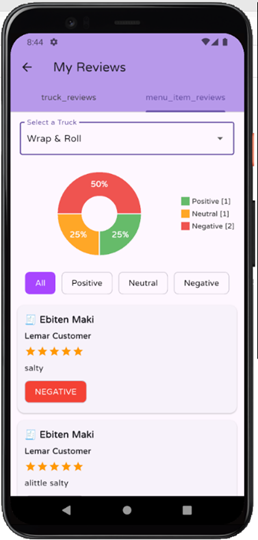 8:44
My Reviews
truck_reviews
menu_item_reviews
Select a Truck
Wrap & Roll
50%
25%
25%
Positive [1]
Neutral [1]
Negative [2]
All
Positive
Neutral
Negative
Ebiten Maki
Lemar Customer
salty
NEGATIVE
Ebiten Maki
Lemar Customer
alittle salty